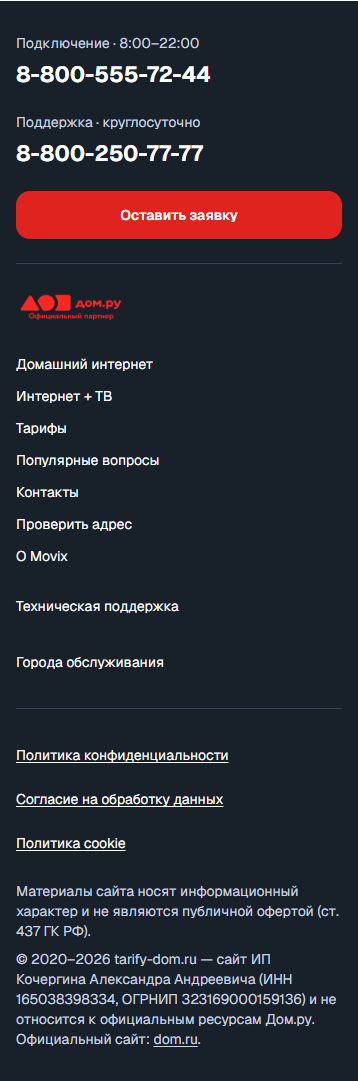 Подключение · 8:00–22:00
8-800-555-72-44
Поддержка · круглосуточно
8-800-250-77-77
Оставить заявку
дом.ру
Официальный партнер
Домашний интернет
Интернет + ТВ
Тарифы
Популярные вопросы
Контакты
Проверить адрес
О Movix
Техническая поддержка
Города обслуживания
Политика конфиденциальности
Согласие на обработку данных
Политика cookie
Материалы сайта носят информационный
характер и не являются публичной офертой (ст.
437 ГК РФ).
© 2020–2026 tarify-dom.ru — сайт ИП
Кочергина Александра Андреевича (ИНН
165038398334, ОГРНИП 323169000159136) и не
относится к официальным ресурсам Дом.ру.
Официальный сайт: dom.ru.